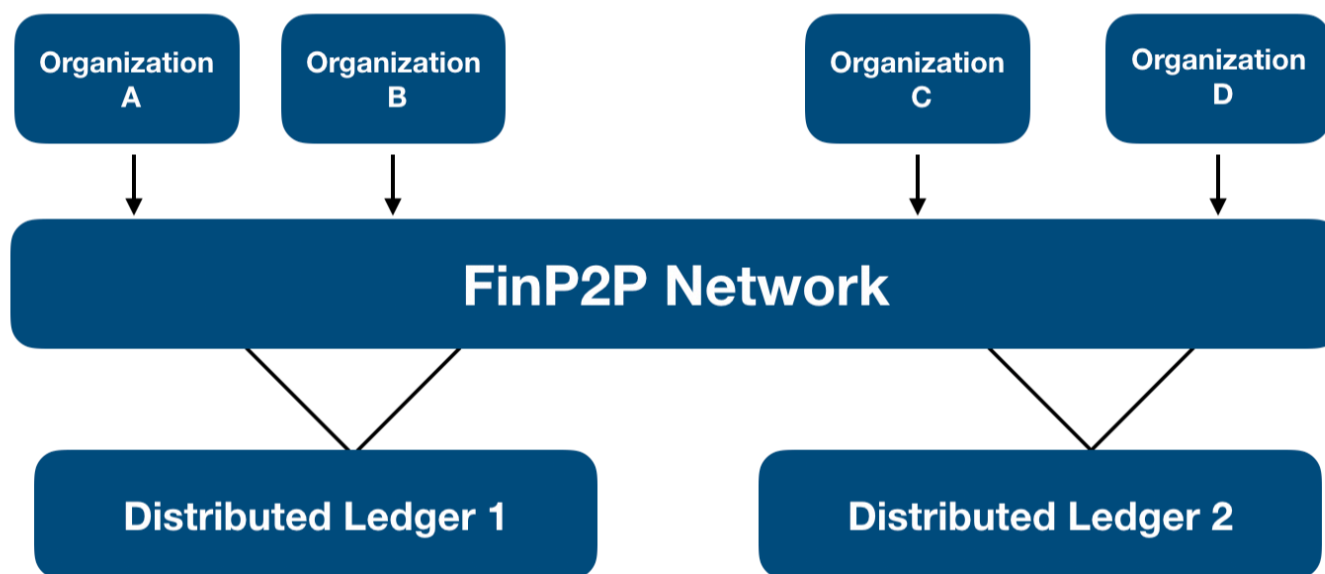 Organization
A
Organization
B
Organization
C
Organization
D
FinP2P Network
Distributed Ledger 1
Distributed Ledger 2